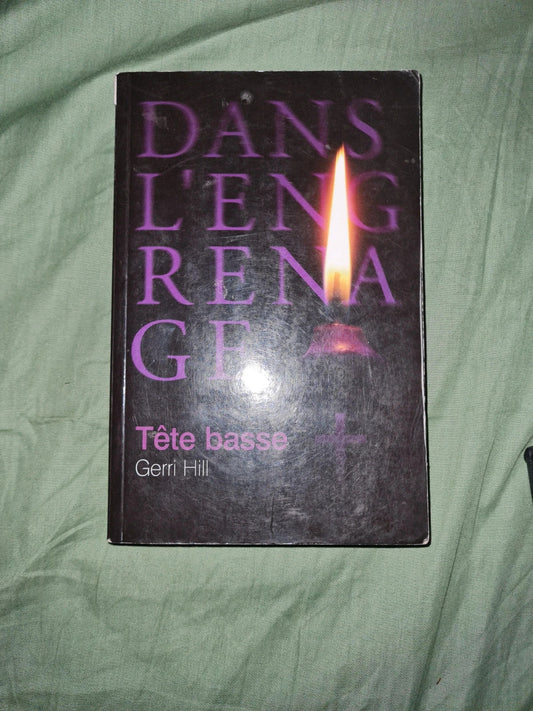 DANS
L'ENG
RENA
GE
Tête basse
Gerri Hill